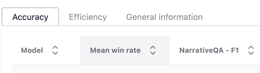 Accuracy Efficiency General information
Model Mean win rate NarrativeQA - F1